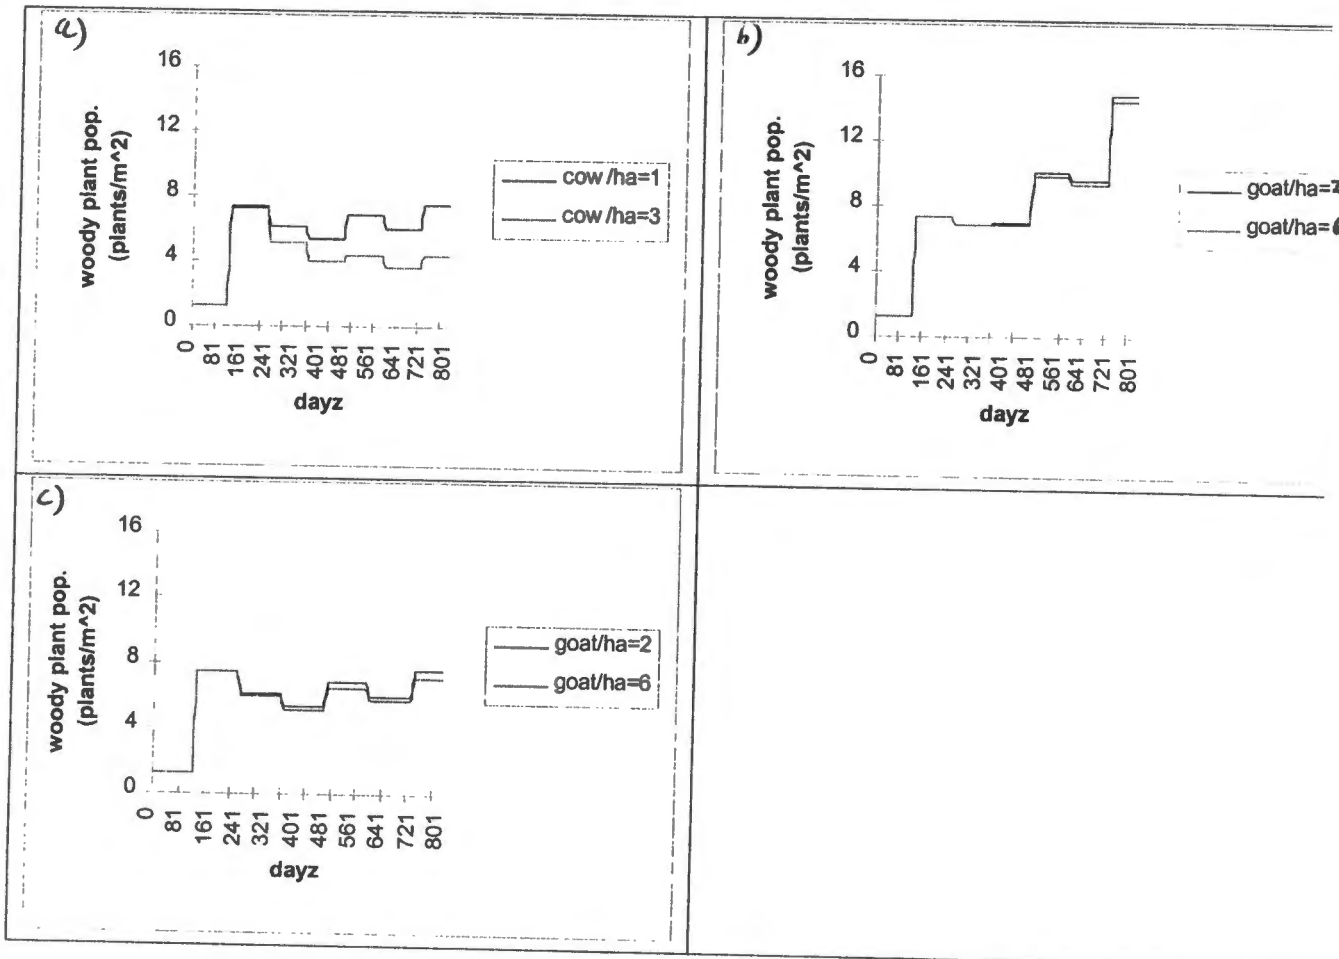 a)
16
12
8
4
0
woody plant pop.
(plants/m^2)
0 81 161 241 321 401 481 561 641 721 801
dayz
cow/ha=1
cow/ha=3
b)
16
12
8
4
0
woody plant pop.
(plants/m^2)
0 81 161 241 321 401 481 561 641 721 801
dayz
goat/ha=
goat/ha=
c)
16
12
8
4
0
woody plant pop.
(plants/m^2)
0 81 161 241 321 401 481 561 641 721 801
dayz
goat/ha=2
goat/ha=6